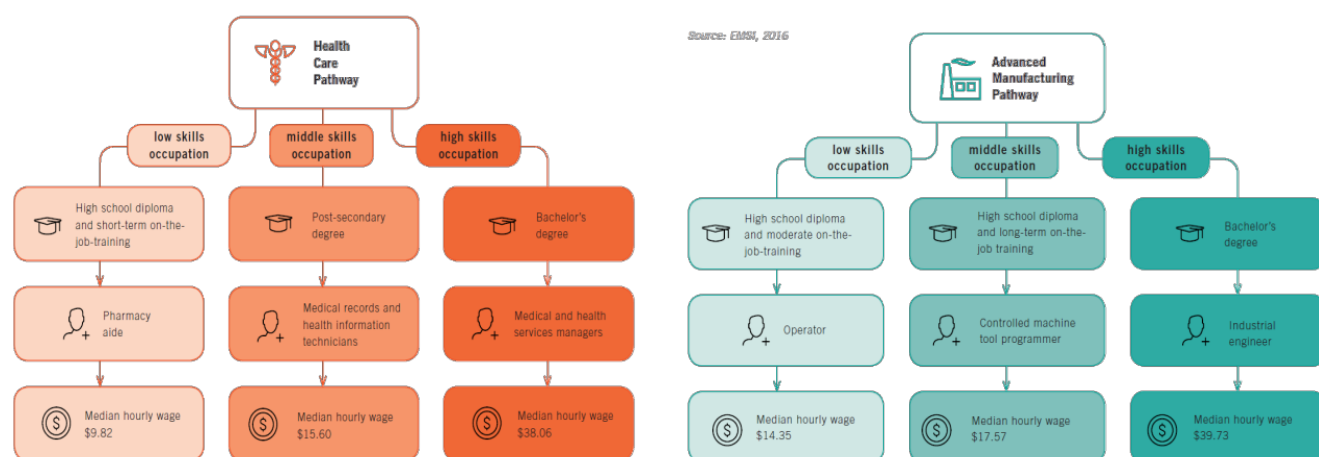 Health
Care
Pathway
low skills
occupation
middle skills
occupation
high skills
occupation
High school diploma
and short-term on-the-
job-training
Post-secondary
degree
Bachelor's
degree
Pharmacy
aide
Medical records and
health information
technicians
Medical and health
services managers
Median hourly wage
$9.82
Median hourly wage
$15.60
Median hourly wage
$38.06
Source: EMSI, 2016
Advanced
Manufacturing
Pathway
low skills
occupation
middle skills
occupation
high skills
occupation
High school diploma
and moderate on-the-
job-training
High school diploma
and long-term on-the-
job training
Bachelor's
degree
Operator
Controlled machine
tool programmer
Industrial
engineer
Median hourly wage
$14.35
Median hourly wage
$17.57
Median hourly wage
$39.73